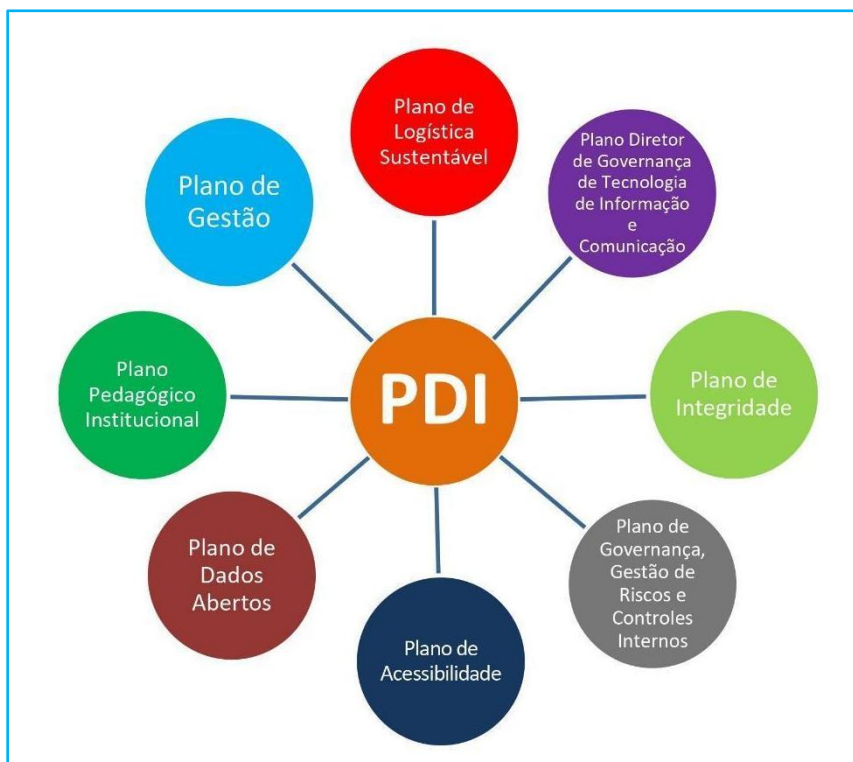 Plano de
Logística
Sustentável
Plano Diretor
de Governança
de Tecnologia
de Informação
e
Comunicação
Plano de
Gestão
Plano
Pedagógico
Institucional
PDI
Plano de
Integridade
Plano de
Dados
Abertos
Plano de
Governança,
Gestão de
Riscos e
Controles
Internos
Plano de
Acessibilidade